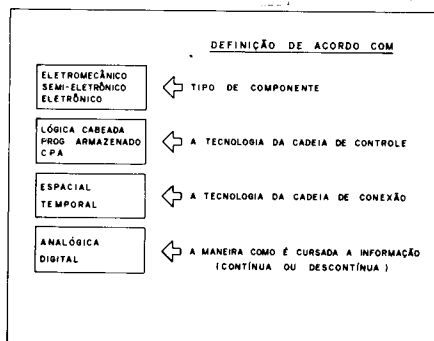 DEFINIÇÃO DE ACORDO COM
ELETROMECÂNICO
SEMI-ELETRÔNICO
ELETRÔNICO
TIPO DE COMPONENTE
LÓGICA CABEADA
PROG ARMAZENADO
CPA
A TECNOLOGIA DA CADEIA DE CONTROLE
ESPACIAL
TEMPORAL
A TECNOLOGIA DA CADEIA DE CONEXÃO
ANALÓGICA
DIGITAL
A MANEIRA COMO É CURSADA A INFORMAÇÃO
(CONTÍNUA OU DESCONTÍNUA)